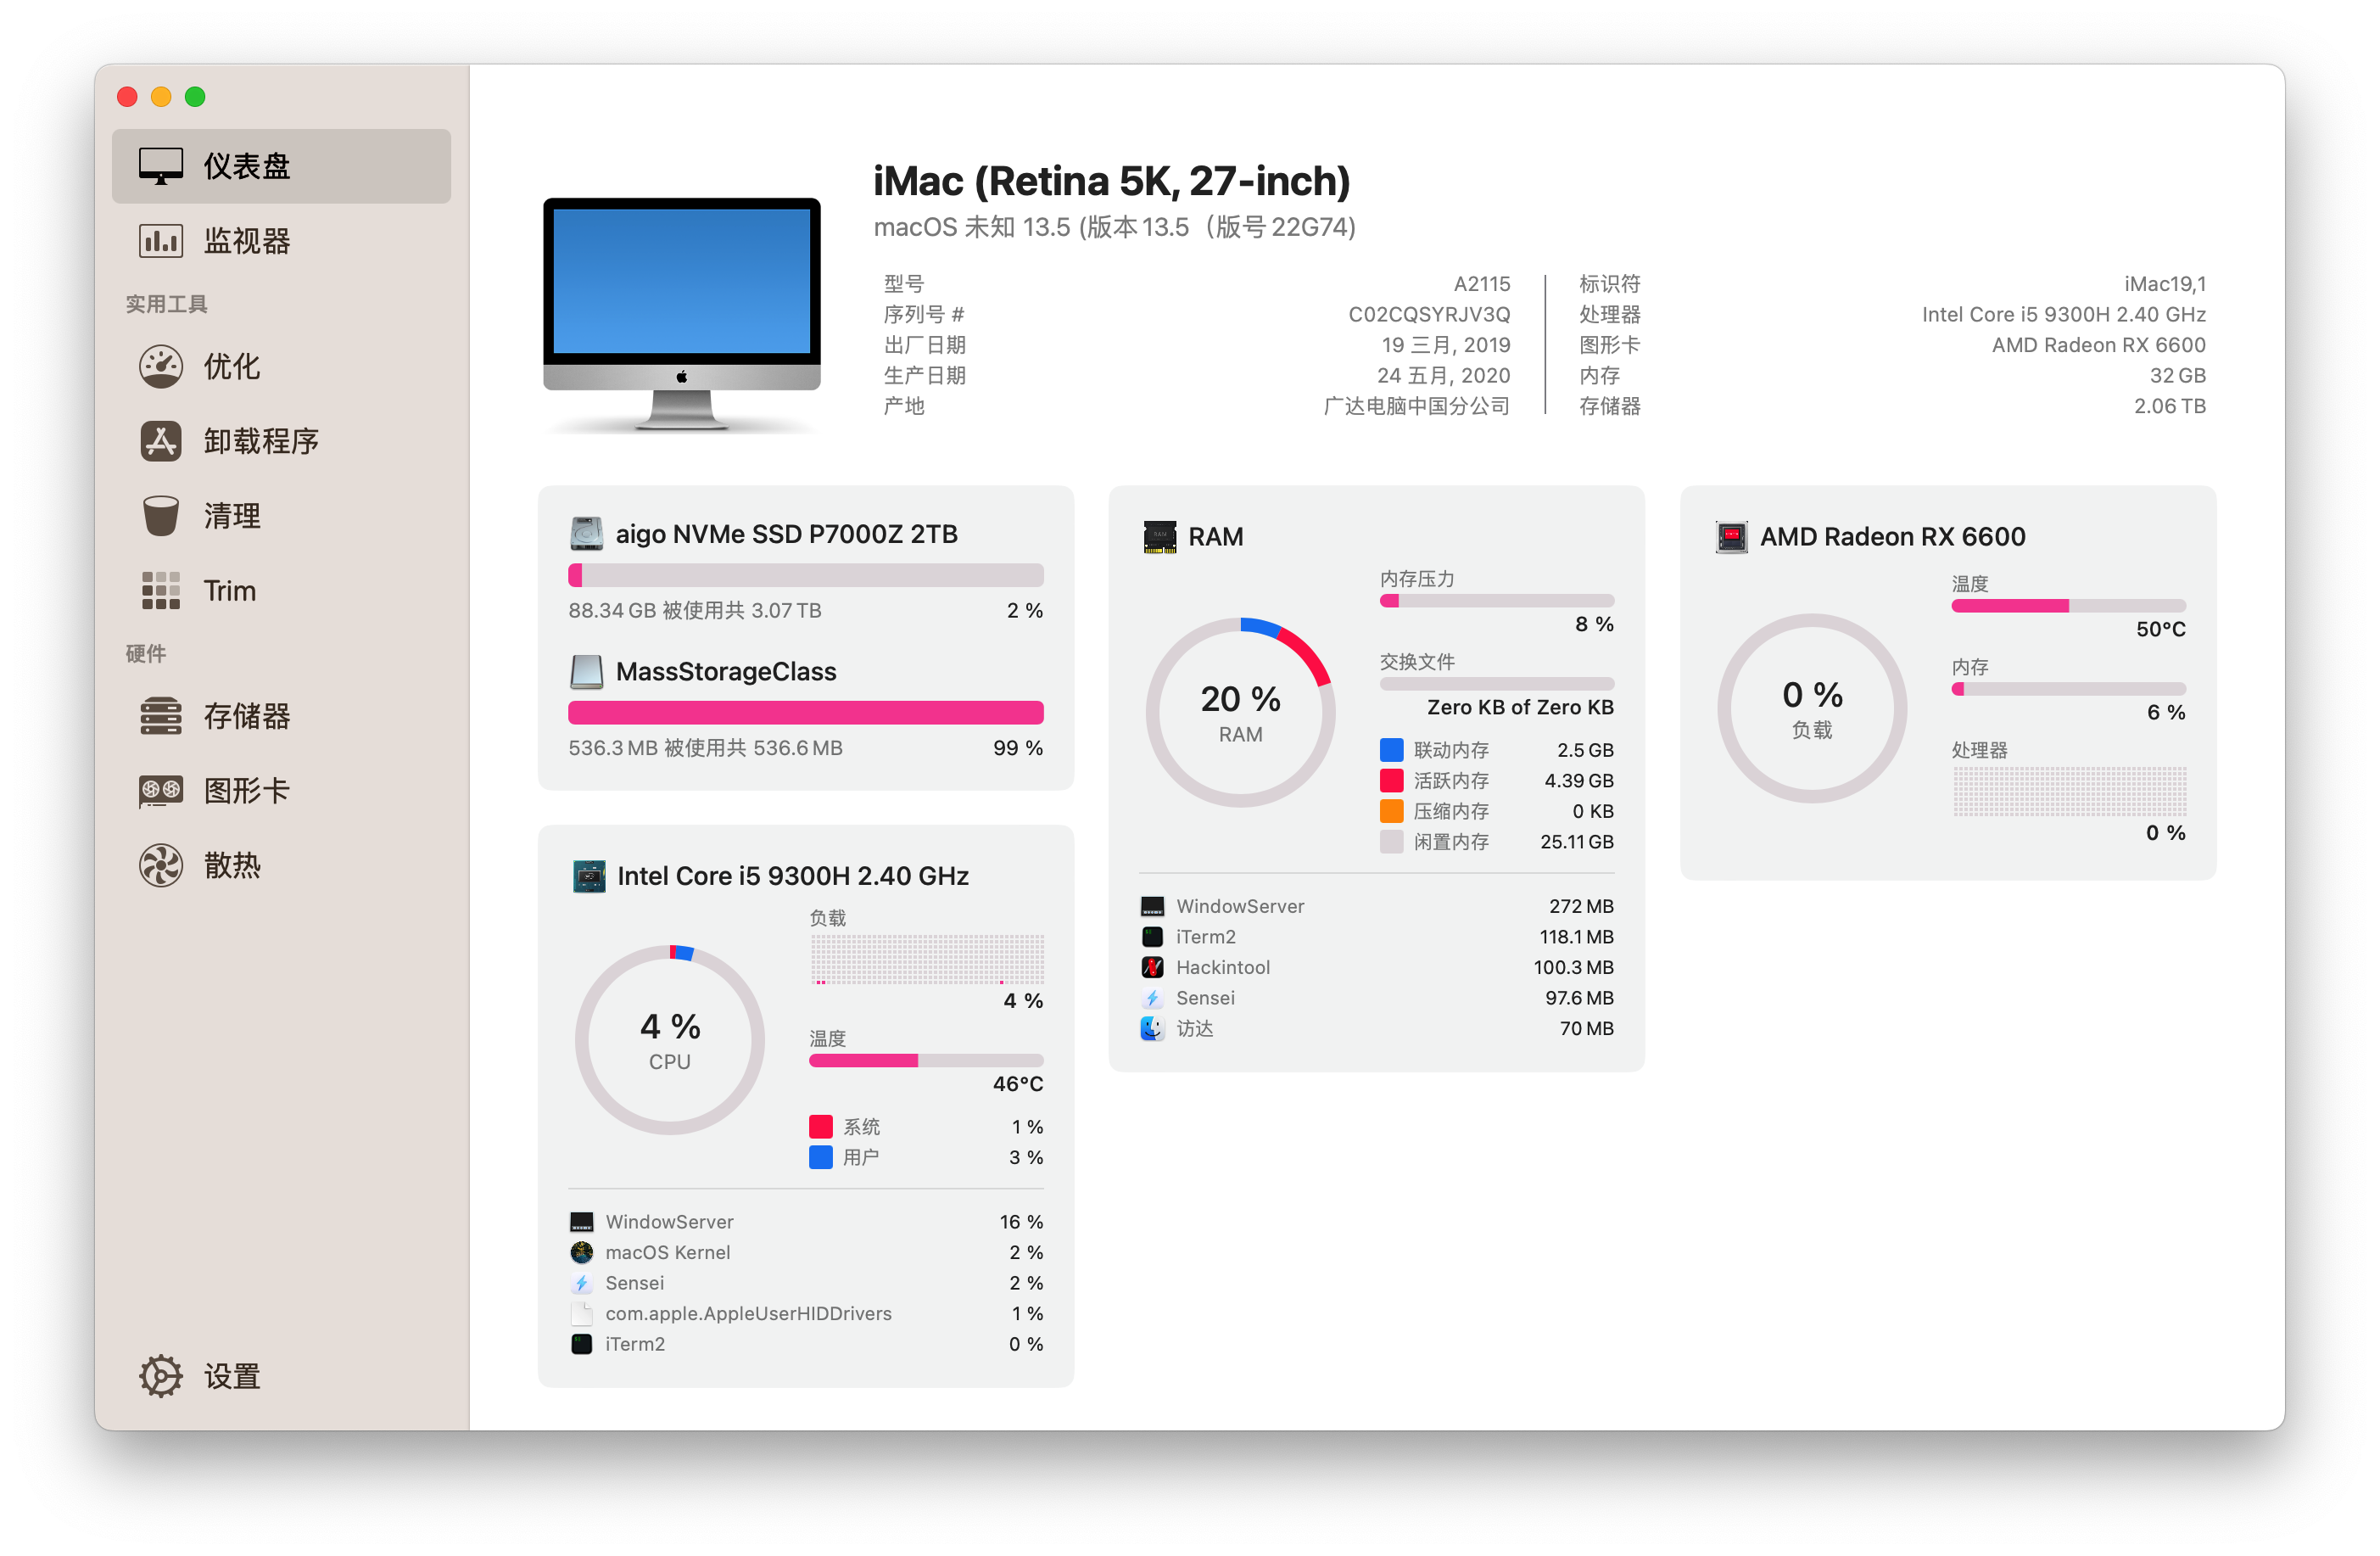 仪表盘
监视器
实用工具
优化
卸载程序
清理
Trim
硬件
存储器
图形卡
散热
设置
iMac (Retina 5K, 27-inch)
macOS 未知 13.5 (版本 13.5（版号 22G74)
型号 A2115
序列号 # C02CQSYRJV3Q
出厂日期 19 三月, 2019
生产日期 24 五月, 2020
产地 广达电脑中国分公司
标识符 iMac19,1
处理器 Intel Core i5 9300H 2.40 GHz
图形卡 AMD Radeon RX 6600
内存 32 GB
存储器 2.06 TB
aigo NVMe SSD P7000Z 2TB
88.34 GB 被使用共 3.07 TB 2 %
MassStorageClass
536.3 MB 被使用共 536.6 MB 99 %
Intel Core i5 9300H 2.40 GHz
4 %
CPU
负载
4 %
温度
46°C
系统 1 %
用户 3 %
WindowServer 16 %
macOS Kernel 2 %
Sensei 2 %
com.apple.AppleUserHIDDrivers 1 %
iTerm2 0 %
RAM
20 %
RAM
内存压力
8 %
交换文件
Zero KB of Zero KB
联动内存 2.5 GB
活跃内存 4.39 GB
压缩内存 0 KB
闲置内存 25.11 GB
WindowServer 272 MB
iTerm2 118.1 MB
Hackintool 100.3 MB
Sensei 97.6 MB
访达 70 MB
AMD Radeon RX 6600
0 %
负载
温度
50°C
内存
6 %
处理器
0 %